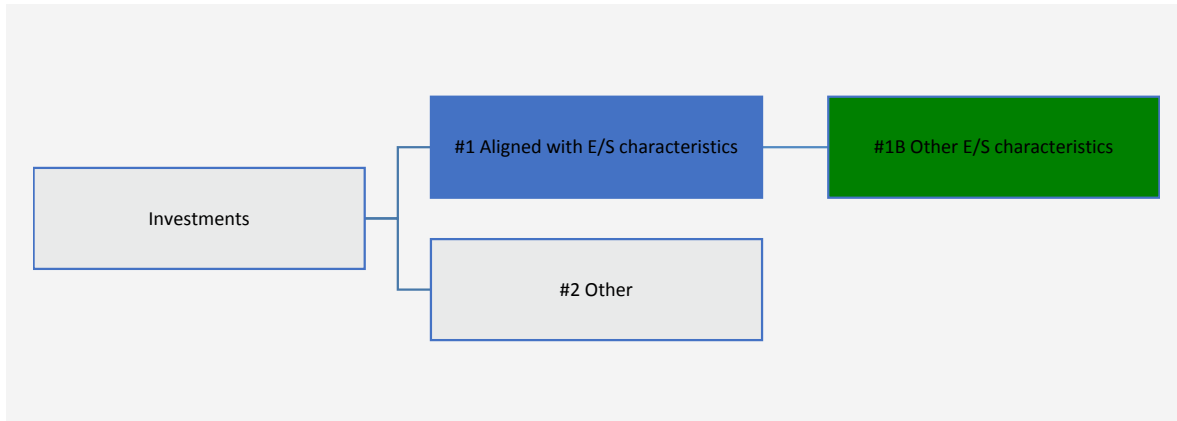 #1 Aligned with E/S characteristics
#1B Other E/S characteristics
Investments
#2 Other